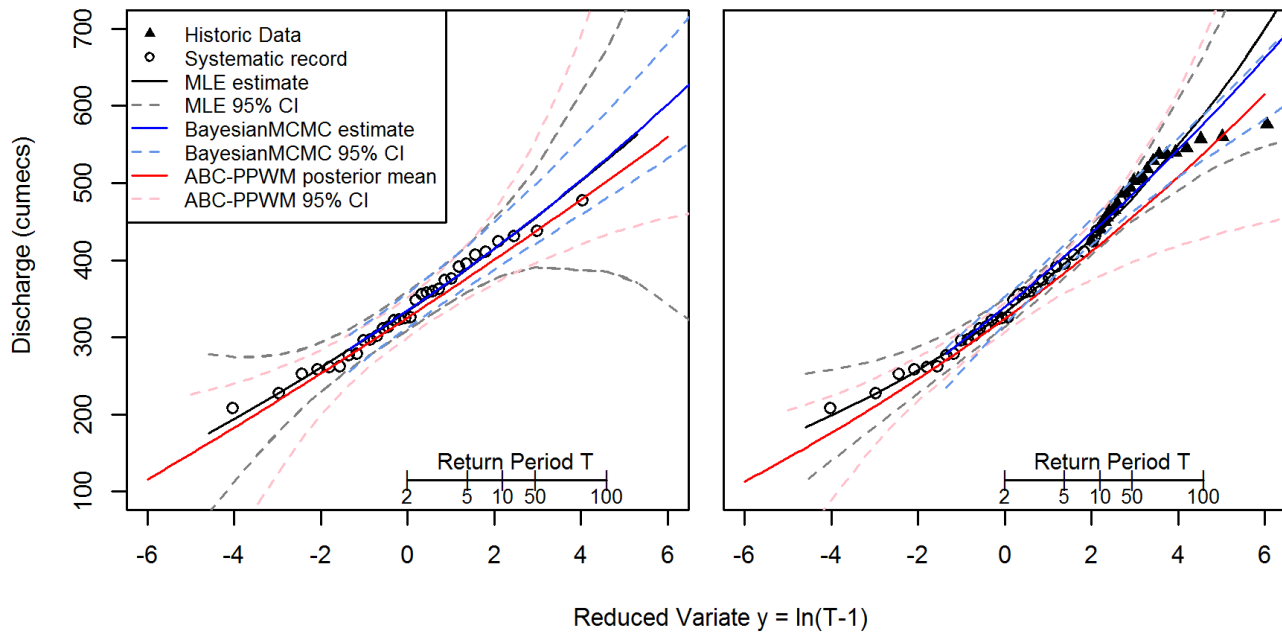 Discharge (cumecs)
700
600
500
400
300
200
100
Historic Data
Systematic record
MLE estimate
MLE 95% CI
BayesianMCMC estimate
BayesianMCMC 95% CI
ABC-PPWM posterior mean
ABC-PPWM 95% CI
Return Period T
2 5 10 50 100
-6 -4 -2 0 2 4 6
Return Period T
2 5 10 50 100
-6 -4 -2 0 2 4 6
Reduced Variate y = ln(T-1)